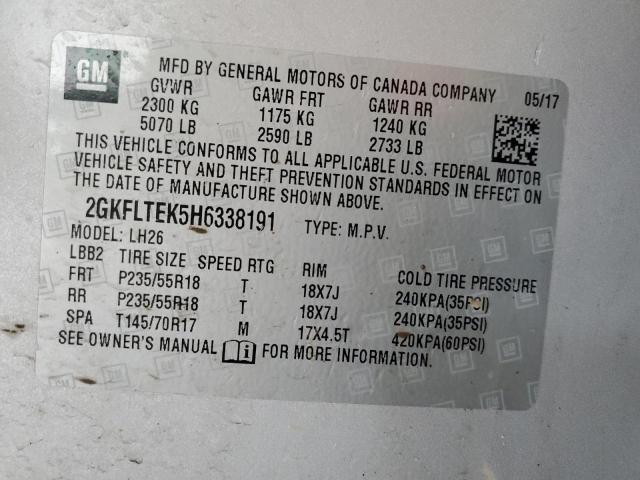 GM
MFD BY GENERAL MOTORS OF CANADA COMPANY 05/17
GVWR GAWR FRT GAWR RR
2300 KG 1175 KG 1240 KG
5070 LB 2590 LB 2733 LB
THIS VEHICLE CONFORMS TO ALL APPLICABLE U.S. FEDERAL MOTOR
VEHICLE SAFETY AND THEFT PREVENTION STANDARDS IN EFFECT ON
THE DATE OF MANUFACTURE SHOWN ABOVE.
2GKFLTEK5H6338191 TYPE: M.P.V.
MODEL: LH26
LBB2 TIRE SIZE SPEED RTG RIM COLD TIRE PRESSURE
FRT P235/55R18 T 18X7J 240KPA(35PSI)
RR P235/55R18 T 18X7J 240KPA(35PSI)
SPA T145/70R17 M 17X4.5T 420KPA(60PSI)
SEE OWNER'S MANUAL FOR MORE INFORMATION.